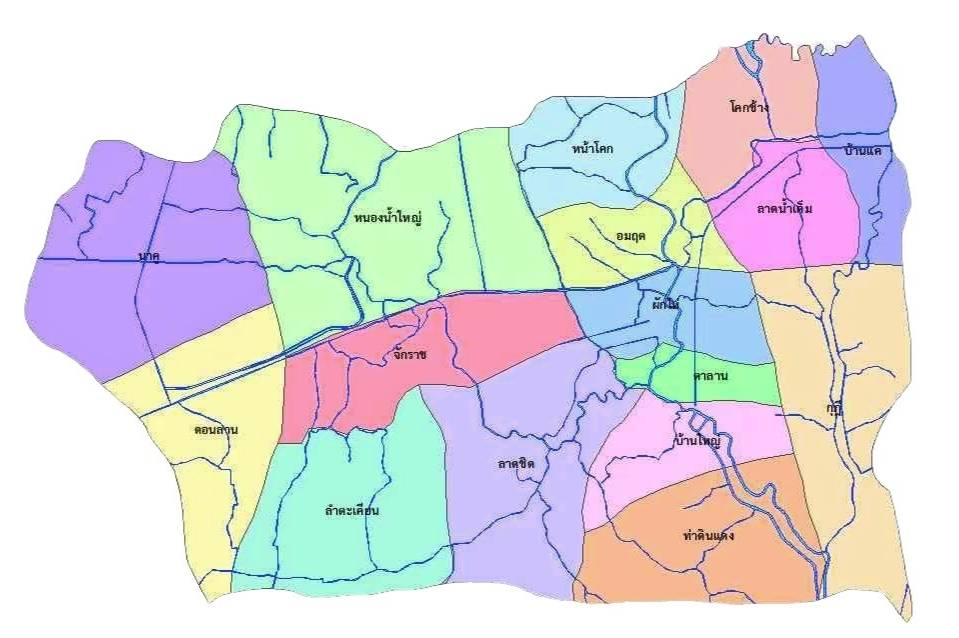 โคกช้าง
หน้าโคก
บ้านแค
ลาดน้ำเค็ม
หนองน้ำใหญ่
อมฤต
นาคู
ผักไห่
จักราช
ตาลาน
กุฎี
ดอนลาน
บ้านใหญ่
ลาดชิด
ลำตะเคียน
ท่าดินแดง